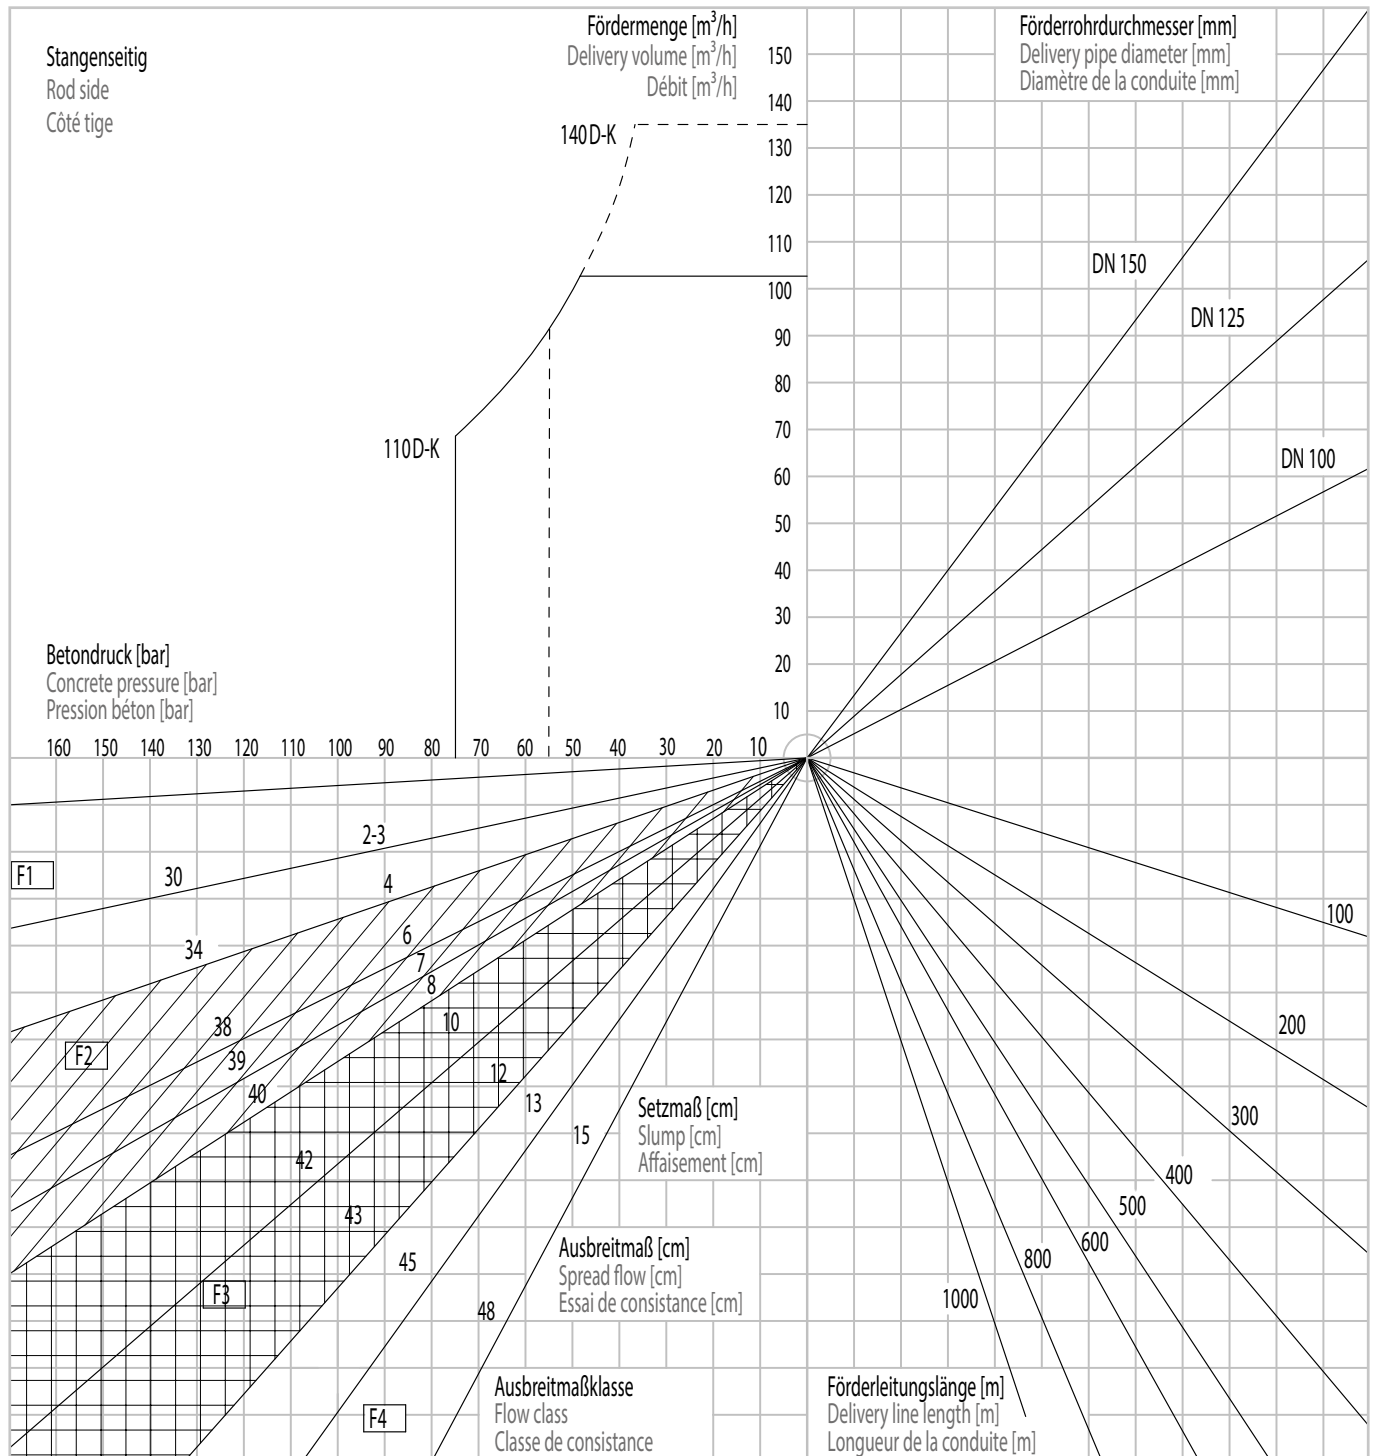 Stangenseitig
Rod side
Côté tige
Fördermenge [m³/h]
Delivery volume [m³/h]
Débit [m³/h]
Förderrohrdurchmesser [mm]
Delivery pipe diameter [mm]
Diamètre de la conduite [mm]
150
140
130
120
110
100
90
80
70
60
50
40
30
20
10
140 D-K
110 D-K
DN 150
DN 125
DN 100
Betondruck [bar]
Concrete pressure [bar]
Pression béton [bar]
160 150 140 130 120 110 100 90 80 70 60 50 40 30 20 10
2-3
4
6
7
8
10
12
13
15
F1
30
34
F2
38
39
40
42
43
F3
45
48
F4
Setzmaß [cm]
Slump [cm]
Affaisement [cm]
Ausbreitmaß [cm]
Spread flow [cm]
Essai de consistance [cm]
Ausbreitmaßklasse
Flow class
Classe de consistance
100
200
300
400
500
600
800
1000
Förderleitungslänge [m]
Delivery line length [m]
Longueur de la conduite [m]